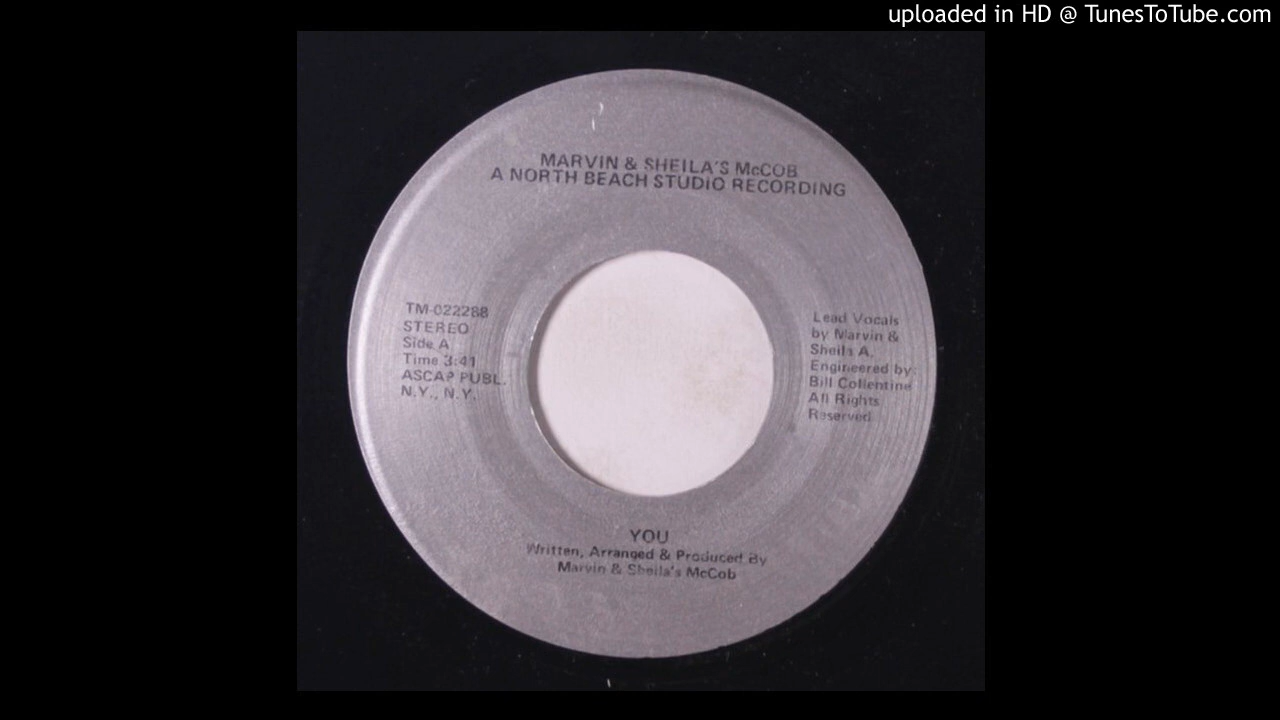 uploaded in HD @ TunesToTube.com
MARVIN & SHEILA'S McCOB
A NORTH BEACH STUDIO RECORDING
TM-022288
STEREO
Side A
Time 3:41
ASCAP PUBL.
N.Y., N.Y.
Lead Vocals
by Marvin &
Sheila A.
Engineered by:
Bill Collentine
All Rights
Reserved
YOU
Written, Arranged & Produced By
Marvin & Sheila's McCob